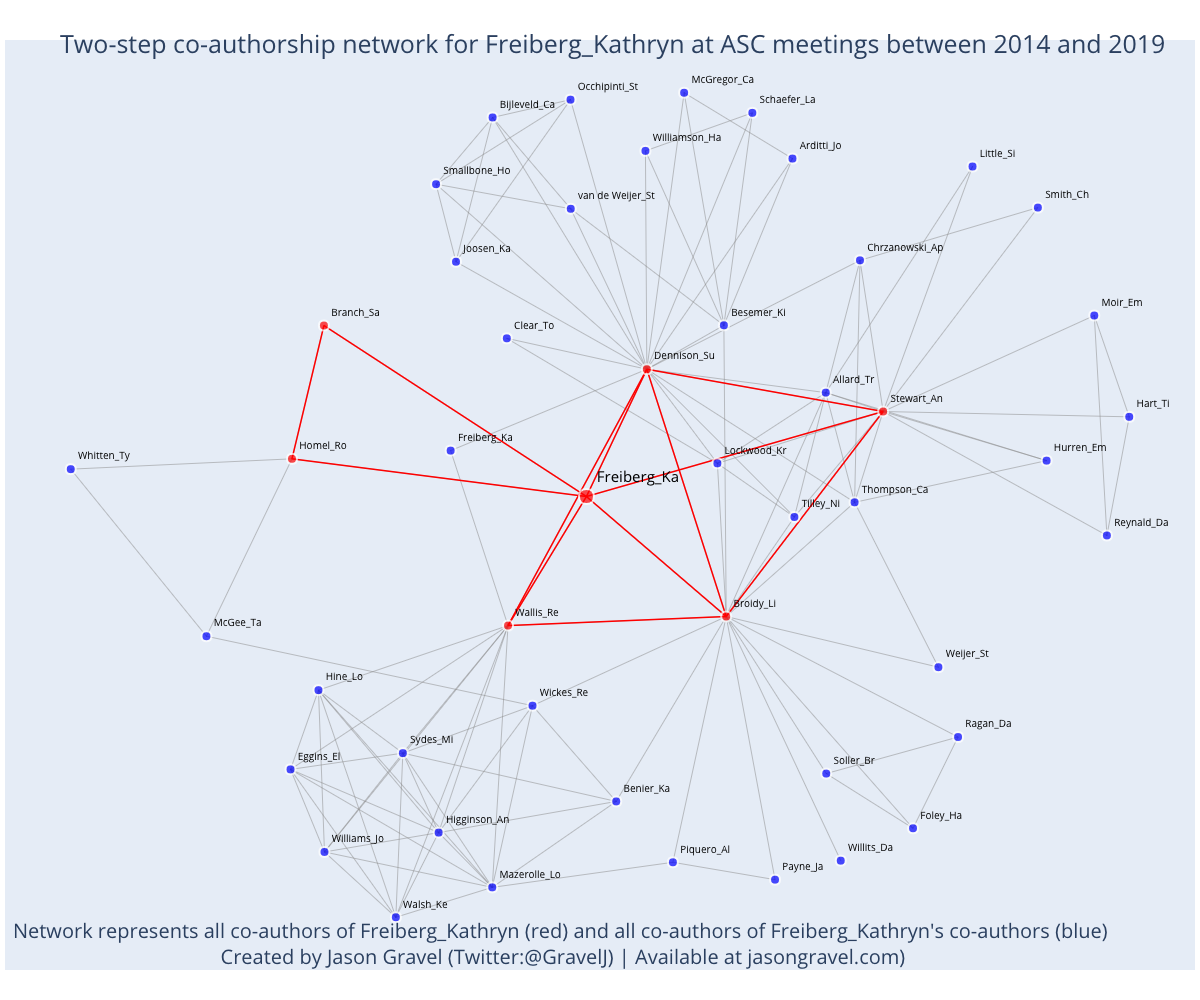 Two-step co-authorship network for Freiberg_Kathryn at ASC meetings between 2014 and 2019
McGregor_Ca
Occhipinti_St
Schaefer_La
Bijleveld_Ca
Williamson_Ha
Arditti_Jo
Little_Si
Smallbone_Ho
van de Weijer_St
Smith_Ch
Joosen_Ka
Chrzanowski_Ap
Moir_Em
Branch_Sa
Besemer_Ki
Clear_To
Dennison_Su
Allard_Tr
Stewart_An
Hart_Ti
Freiberg_Ka
Homel_Ro
Lockwood_Kr
Hurren_Em
Whitten_Ty
Freiberg_Ka
Thompson_Ca
Tilley_Ni
Reynald_Da
Broidy_Li
Wallis_Re
McGee_Ta
Weijer_St
Hine_Lo
Wickes_Re
Ragan_Da
Sydes_Mi
Eggins_El
Soller_Br
Benier_Ka
Foley_Ha
Higginson_An
Williams_Jo
Willits_Da
Piquero_Al
Payne_Ja
Mazerolle_Lo
Walsh_Ke
Network represents all co-authors of Freiberg_Kathryn (red) and all co-authors of Freiberg_Kathryn's co-authors (blue)
Created by Jason Gravel (Twitter:@GravelJ) | Available at jasongravel.com)